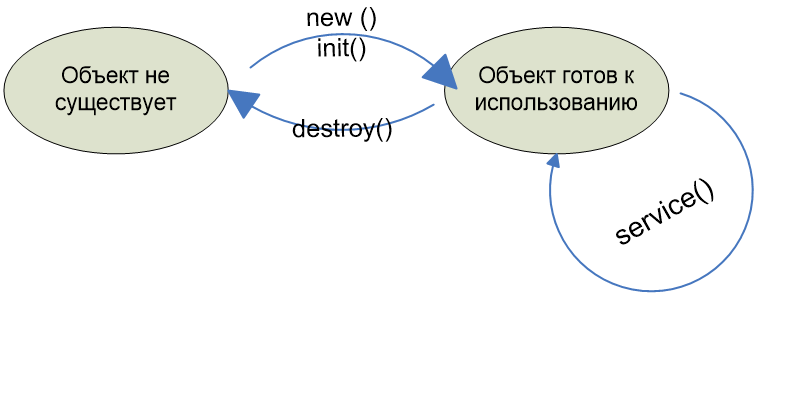 new ()
init()
Объект не
существует
Объект готов к
использованию
destroy()
service()